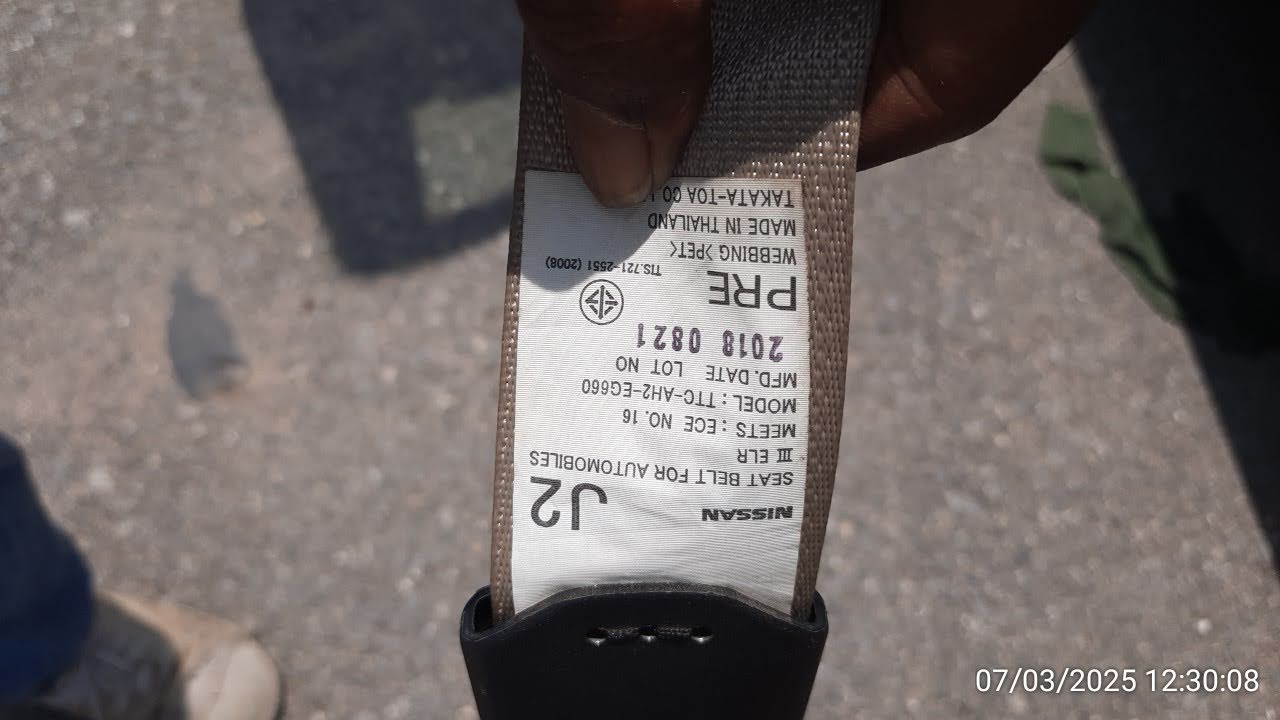 NISSAN J2
SEAT BELT FOR AUTOMOBILES
III ELR
MEETS : ECE NO. 16
MODEL : TTC-AH2-EG660
MFD. DATE LOT NO
2018 0821
PRE
TIS.721-2551 (2008)
WEBBING >PET<
MADE IN THAILAND
TAKATA-TOA CO
07/03/2025 12:30:08